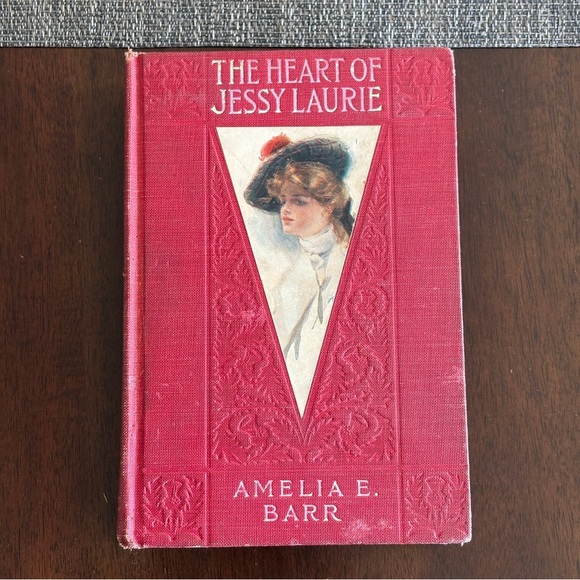 THE HEART OF
JESSY LAURIE
AMELIA E.
BARR